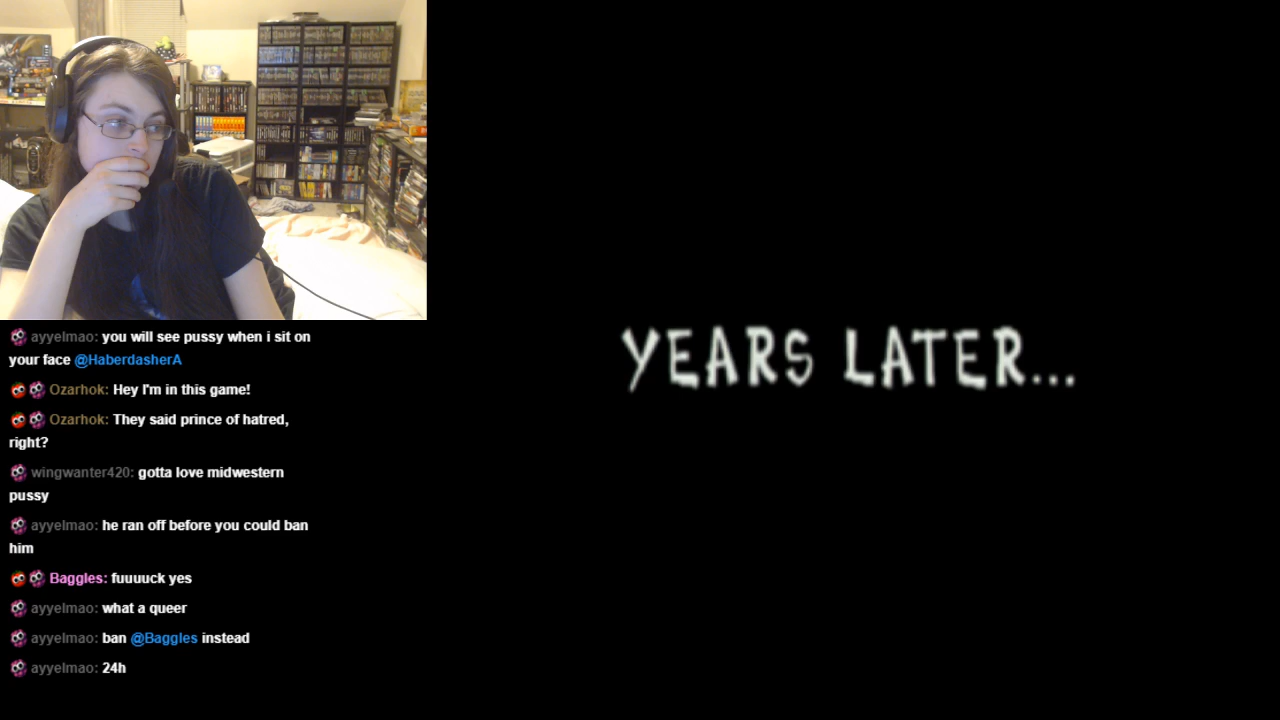 ayyelmao: you will see pussy when i sit on
your face @HaberdasherA
Ozarhok: Hey I'm in this game!
Ozarhok: They said prince of hatred,
right?
wingwanter420: gotta love midwestern
pussy
ayyelmao: he ran off before you could ban
him
Baggles: fuuuuck yes
ayyelmao: what a queer
ayyelmao: ban @Baggles instead
ayyelmao: 24h
YEARS LATER...